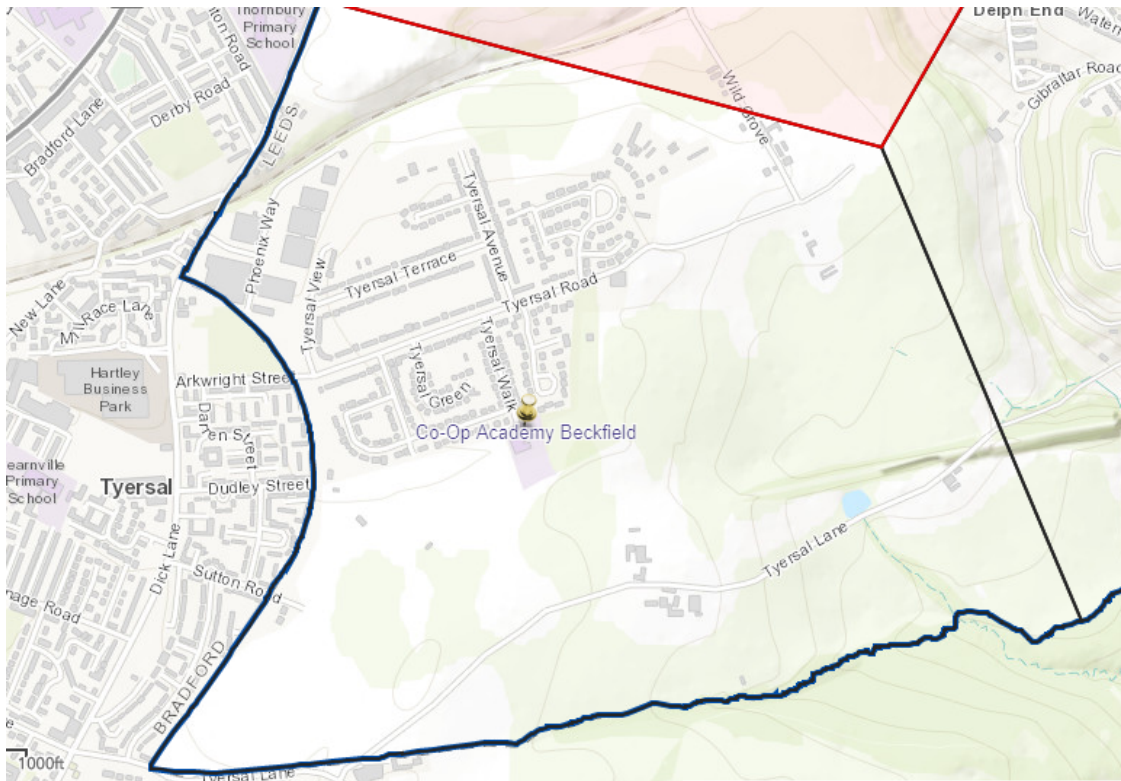 Thornbury
Primary
School
Delph End
Derby Road
Bradford Lane
LEEDS
Wild Grove
Gibraltar Road
Phoenix Way
Tyersal Avenue
Tyersal Terrace
Tyersal View
Tyersal Road
New Lane
Race Lane
Hartley
Business
Park
Arkwright Street
Tyersal
Green
Tyersal Walk
Co-Op Academy Beckfield
Primary
School
Tyersal
Dudley Street
Dick Lane
Sutton Road
Tyersal Lane
BRADFORD
1000ft
Tyersal Lane